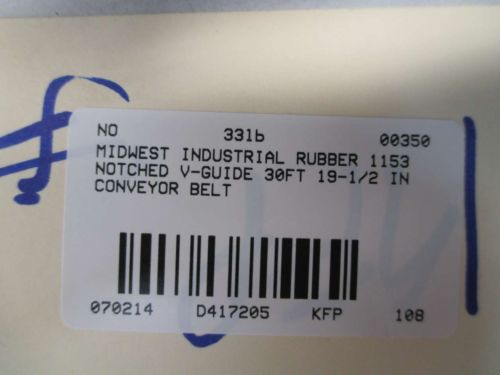 NO 331b 00350
MIDWEST INDUSTRIAL RUBBER 1153
NOTCHED V-GUIDE 30FT 19-1/2 IN
CONVEYOR BELT
070214 D417205 KFP 108